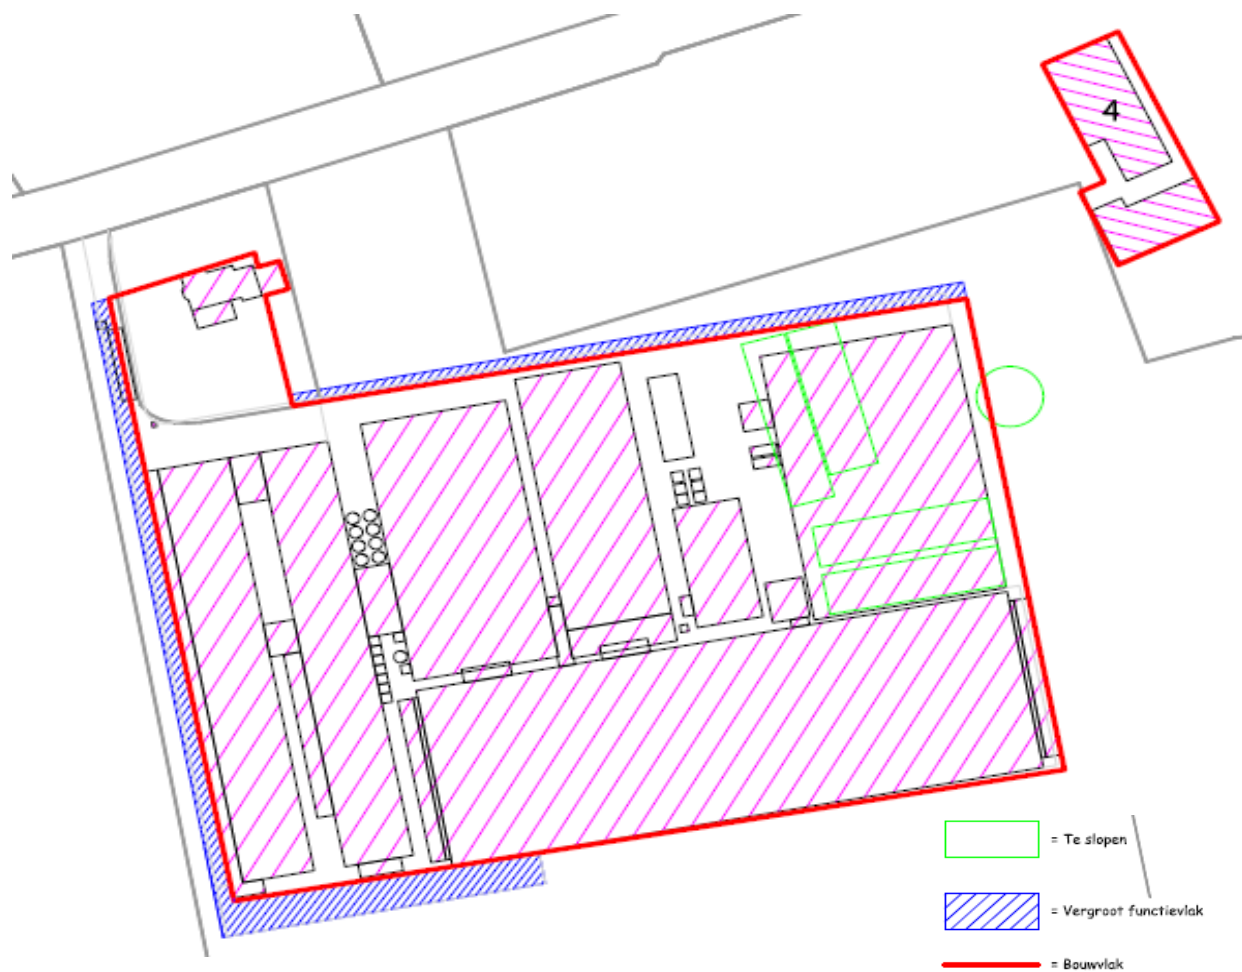 4
= Te slopen
= Vergroot functievlak
= Bouwvlak